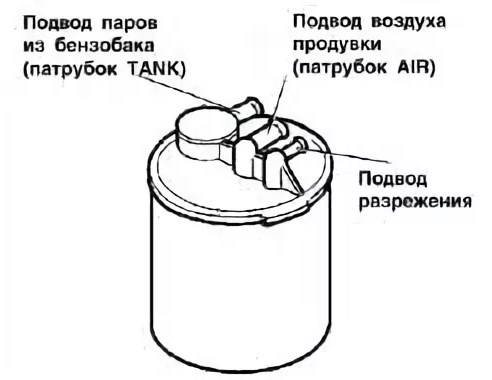 Подвод паров
из бензобака
(патрубок TANK)
Подвод воздуха
продувки
(патрубок AIR)
Подвод
разрежения